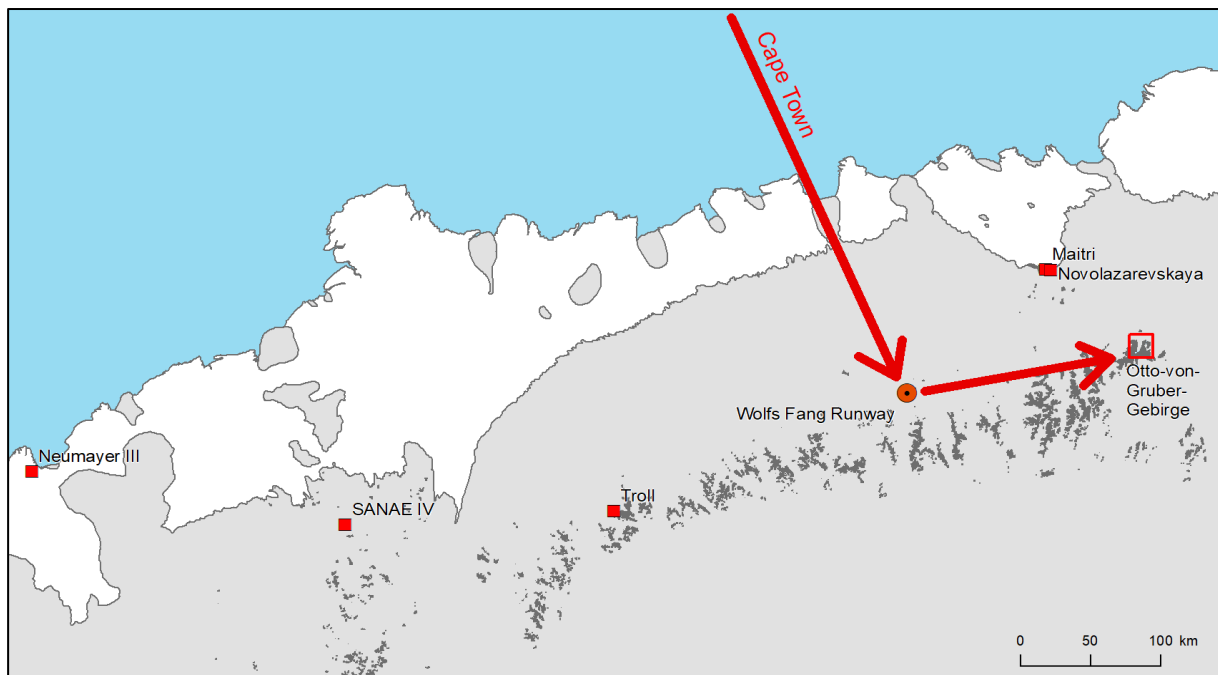 Cape Town
Maitri
Novolazarevskaya
Otto-von-
Gruber-
Gebirge
Wolfs Fang Runway
Neumayer III
Troll
SANAE IV
0 50 100 km